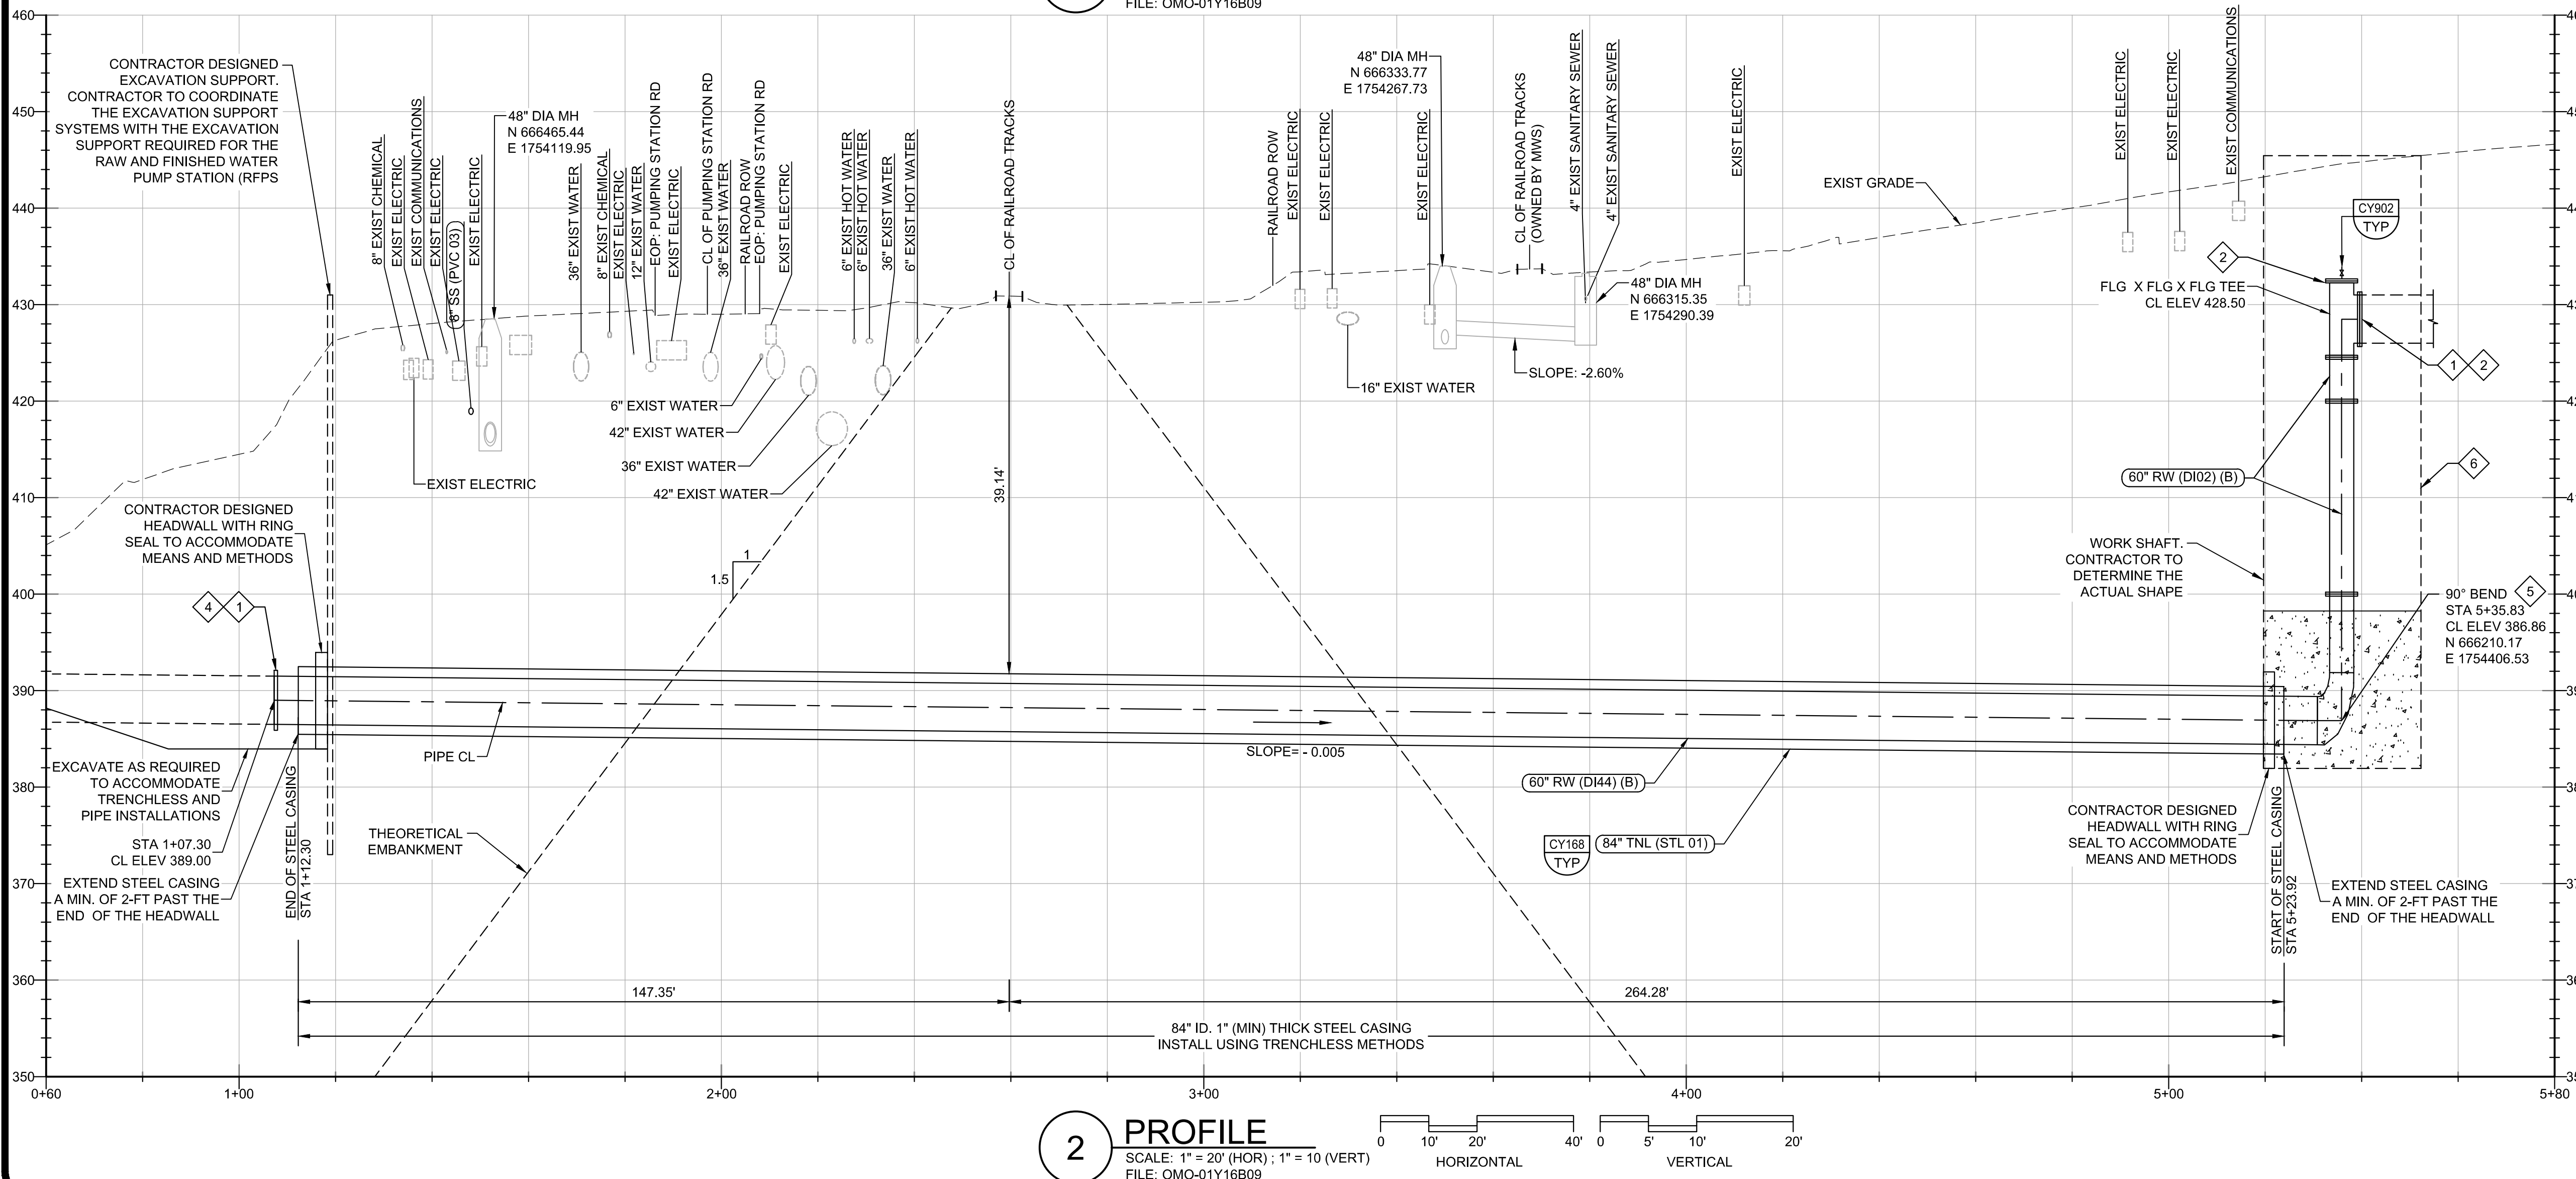 FILE: OMO-01Y16B09
460
450
440
430
420
410
400
390
380
370
360
350
CONTRACTOR DESIGNED
EXCAVATION SUPPORT.
CONTRACTOR TO COORDINATE
THE EXCAVATION SUPPORT
SYSTEMS WITH THE EXCAVATION
SUPPORT REQUIRED FOR THE
RAW AND FINISHED WATER
PUMP STATION (RFPS
8" EXIST CHEMICAL
EXIST ELECTRIC
EXIST COMMUNICATIONS
EXIST ELECTRIC
8" SS (PVC 03)
EXIST ELECTRIC
48" DIA MH
N 666465.44
E 1754119.95
36" EXIST WATER
8" EXIST CHEMICAL
EXIST ELECTRIC
12" EXIST WATER
EOP: PUMPING STATION RD
EXIST ELECTRIC
CL OF PUMPING STATION RD
36" EXIST WATER
RAILROAD ROW
EOP: PUMPING STATION RD
EXIST ELECTRIC
6" EXIST HOT WATER
6" EXIST HOT WATER
36" EXIST WATER
6" EXIST HOT WATER
CL OF RAILROAD TRACKS
RAILROAD ROW
EXIST ELECTRIC
EXIST ELECTRIC
48" DIA MH
N 666333.77
E 1754267.73
EXIST ELECTRIC
CL OF RAILROAD TRACKS
(OWNED BY MWS)
4" EXIST SANITARY SEWER
4" EXIST SANITARY SEWER
EXIST ELECTRIC
EXIST GRADE
EXIST ELECTRIC
EXIST ELECTRIC
EXIST COMMUNICATIONS
CY902
TYP
2
FLG X FLG X FLG TEE
CL ELEV 428.50
1
2
48" DIA MH
N 666315.35
E 1754290.39
SLOPE: -2.60%
16" EXIST WATER
6" EXIST WATER
42" EXIST WATER
36" EXIST WATER
42" EXIST WATER
EXIST ELECTRIC
39.14'
60" RW (DI02) (B)
6
CONTRACTOR DESIGNED
HEADWALL WITH RING
SEAL TO ACCOMMODATE
MEANS AND METHODS
1
1.5
4
1
WORK SHAFT.
CONTRACTOR TO
DETERMINE THE
ACTUAL SHAPE
90° BEND
5
STA 5+35.83
CL ELEV 386.86
N 666210.17
E 1754406.53
PIPE CL
SLOPE= - 0.005
60" RW (DI44) (B)
CY168
TYP
84" TNL (STL 01)
EXCAVATE AS REQUIRED
TO ACCOMMODATE
TRENCHLESS AND
PIPE INSTALLATIONS
STA 1+07.30
CL ELEV 389.00
EXTEND STEEL CASING
A MIN. OF 2-FT PAST THE
END OF THE HEADWALL
END OF STEEL CASING
STA 1+12.30
THEORETICAL
EMBANKMENT
CONTRACTOR DESIGNED
HEADWALL WITH RING
SEAL TO ACCOMMODATE
MEANS AND METHODS
START OF STEEL CASING
STA 5+23.92
EXTEND STEEL CASING
A MIN. OF 2-FT PAST THE
END OF THE HEADWALL
147.35'
264.28'
84" ID. 1" (MIN) THICK STEEL CASING
INSTALL USING TRENCHLESS METHODS
0+60
1+00
2+00
3+00
4+00
5+00
5+80
2
PROFILE
SCALE: 1" = 20' (HOR) ; 1" = 10 (VERT)
FILE: OMO-01Y16B09
0 10' 20' 40'
HORIZONTAL
0 5' 10' 20'
VERTICAL